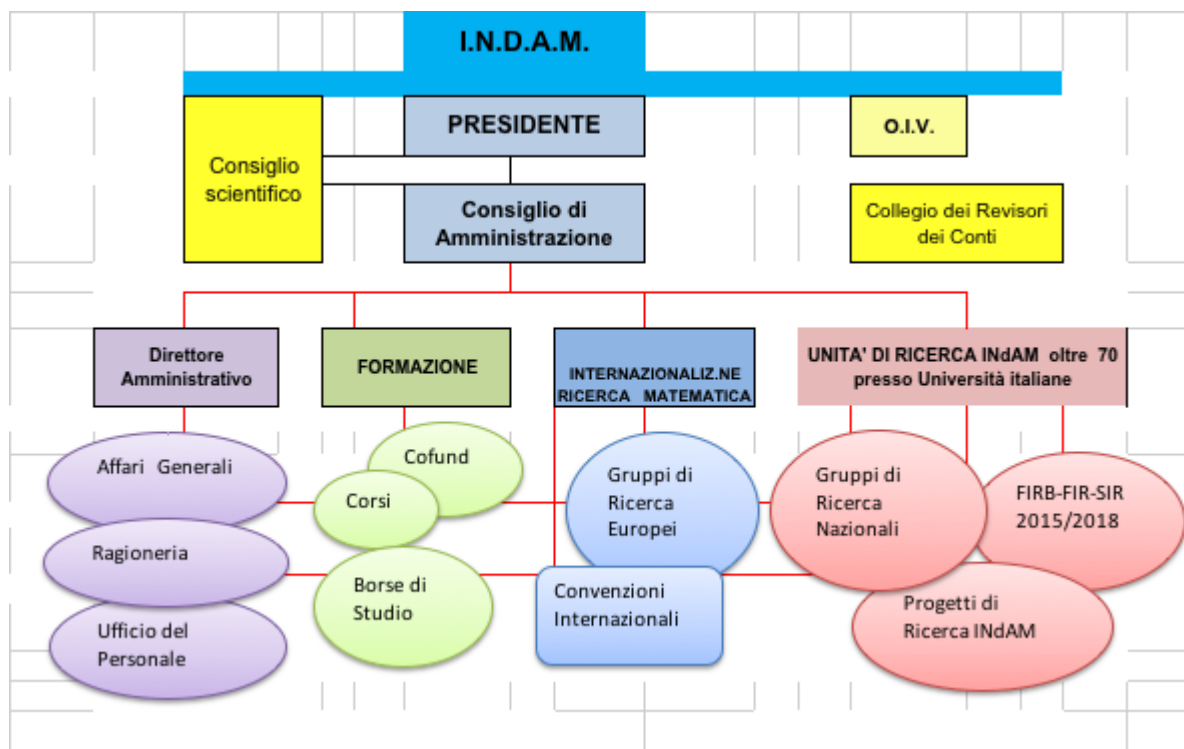 I.N.D.A.M.
PRESIDENTE
O.I.V.
Consiglio
scientifico
Consiglio di
Amministrazione
Collegio dei Revisori
dei Conti
Direttore
Amministrativo
FORMAZIONE
INTERNAZIONALIZ.NE
RICERCA MATEMATICA
UNITA' DI RICERCA INdAM oltre 70
presso Università italiane
Affari Generali
Ragioneria
Ufficio del
Personale
Cofund
Corsi
Borse di
Studio
Gruppi di
Ricerca
Europei
Convenzioni
Internazionali
Gruppi di
Ricerca
Nazionali
FIRB-FIR-SIR
2015/2018
Progetti di
Ricerca INdAM